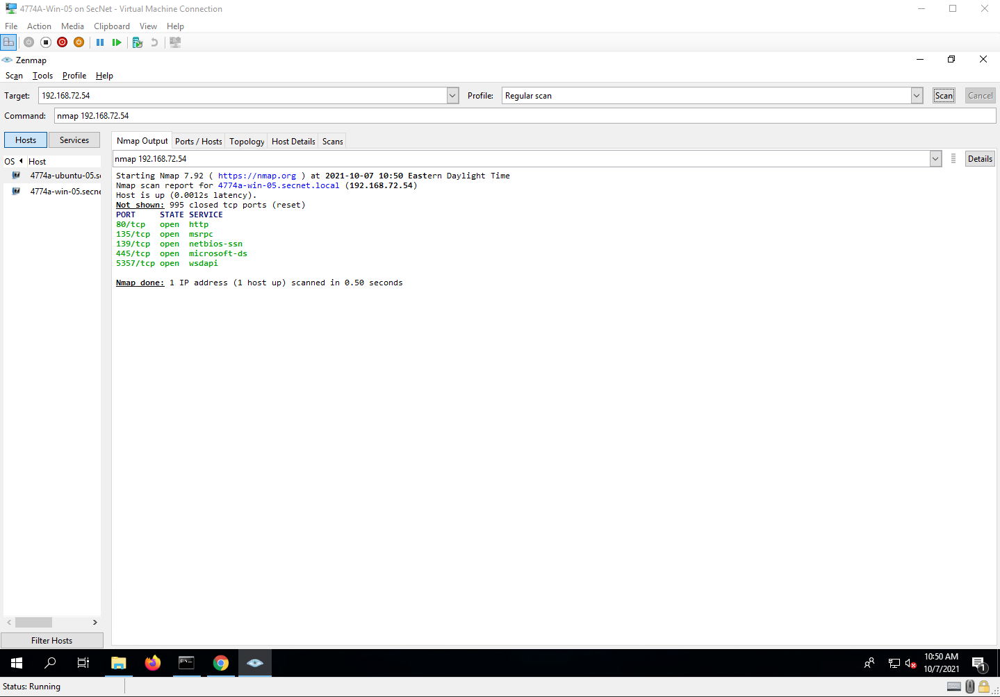 4774A-Win-05 on SecNet - Virtual Machine Connection
File Action Media Clipboard View Help
Zenmap
Scan Tools Profile Help
Target: 192.168.72.54 Profile: Regular scan Scan Cancel
Command: nmap 192.168.72.54
Hosts Services
Nmap Output Ports / Hosts Topology Host Details Scans
OS Host
nmap 192.168.72.54 Details
4774a-ubuntu-05.se
4774a-win-05.secne
Starting Nmap 7.92 ( https://nmap.org ) at 2021-10-07 10:50 Eastern Daylight Time
Nmap scan report for 4774a-win-05.secnet.local (192.168.72.54)
Host is up (0.0012s latency).
Not shown: 995 closed tcp ports (reset)
PORT STATE SERVICE
80/tcp open http
135/tcp open msrpc
139/tcp open netbios-ssn
445/tcp open microsoft-ds
5357/tcp open wsdapi
Nmap done: 1 IP address (1 host up) scanned in 0.50 seconds
Filter Hosts
10:50 AM
10/7/2021
1
Status: Running